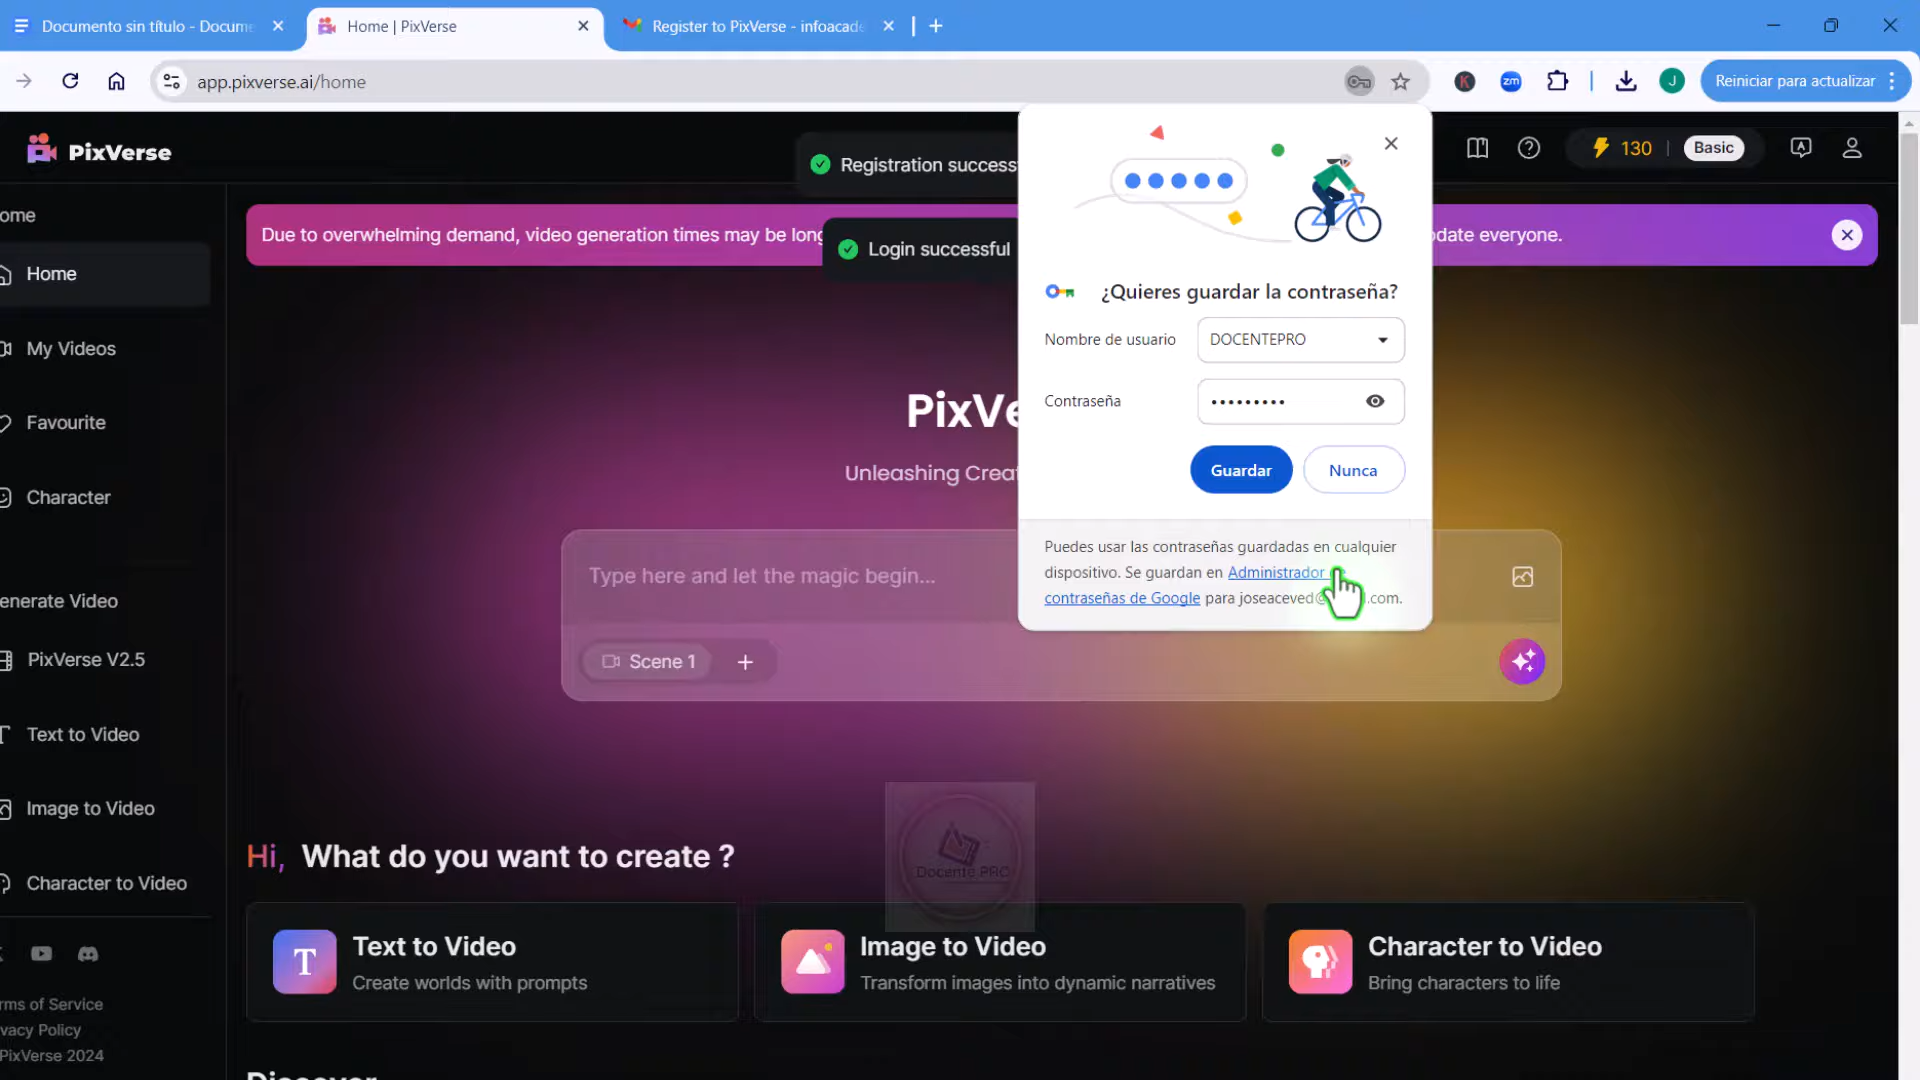 Documento sin título - Docume
Home | PixVerse
Register to PixVerse - infoacade
app.pixverse.ai/home
K
zm
J
Reiniciar para actualizar
PixVerse
Registration success
130
Basic
ome
Due to overwhelming demand, video generation times may be long
date everyone.
Login successful
Home
¿Quieres guardar la contraseña?
Nombre de usuario
DOCENTEPRO
My Videos
Contraseña
•••••••••
PixVe
Favourite
Unleashing Crea
Guardar
Nunca
Character
Puedes usar las contraseñas guardadas en cualquier
dispositivo. Se guardan en Administrador
contraseñas de Google para joseaceved@ .com.
Type here and let the magic begin...
enerate Video
PixVerse V2.5
Scene 1
Text to Video
Image to Video
Hi, What do you want to create ?
Docente PRO
Character to Video
T
Text to Video
Create worlds with prompts
Image to Video
Transform images into dynamic narratives
Character to Video
Bring characters to life
rms of Service
vacy Policy
PixVerse 2024
Discover